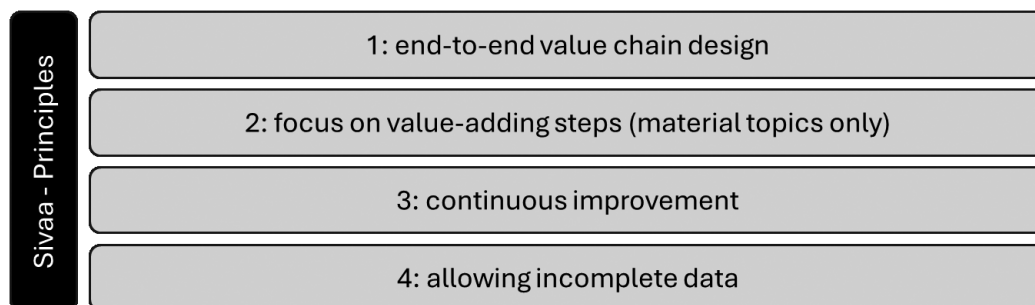 Sivaa - Principles
1: end-to-end value chain design
2: focus on value-adding steps (material topics only)
3: continuous improvement
4: allowing incomplete data